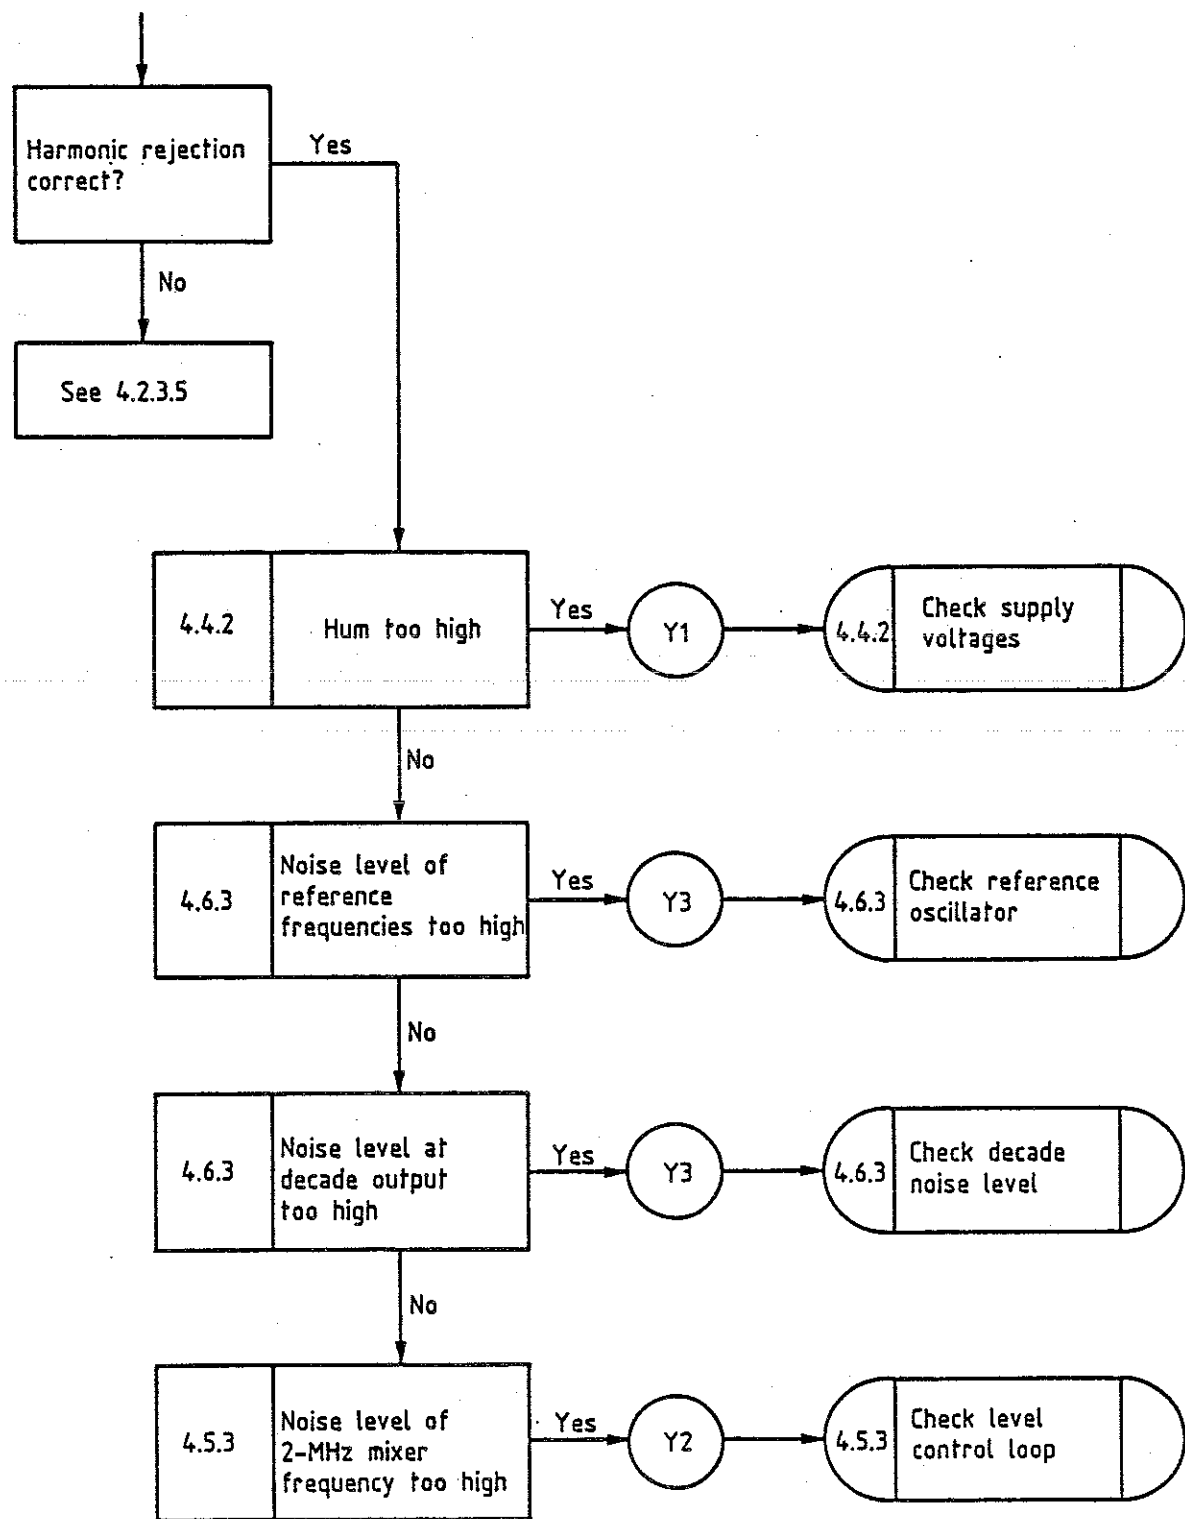 Harmonic rejection
correct?
Yes
No
See 4.2.3.5
4.4.2
Hum too high
Yes
Y1
4.4.2
Check supply
voltages
No
4.6.3
Noise level of
reference
frequencies too high
Yes
Y3
4.6.3
Check reference
oscillator
No
4.6.3
Noise level at
decade output
too high
Yes
Y3
4.6.3
Check decade
noise level
No
4.5.3
Noise level of
2-MHz mixer
frequency too high
Yes
Y2
4.5.3
Check level
control loop